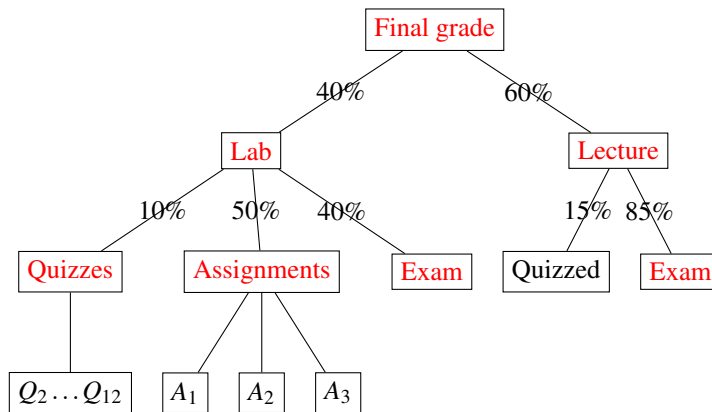 Final grade
40% 60%
Lab Lecture
10% 50% 40% 15% 85%
Quizzes Assignments Exam Quizzed Exam
Q₂ … Q₁₂ A₁ A₂ A₃